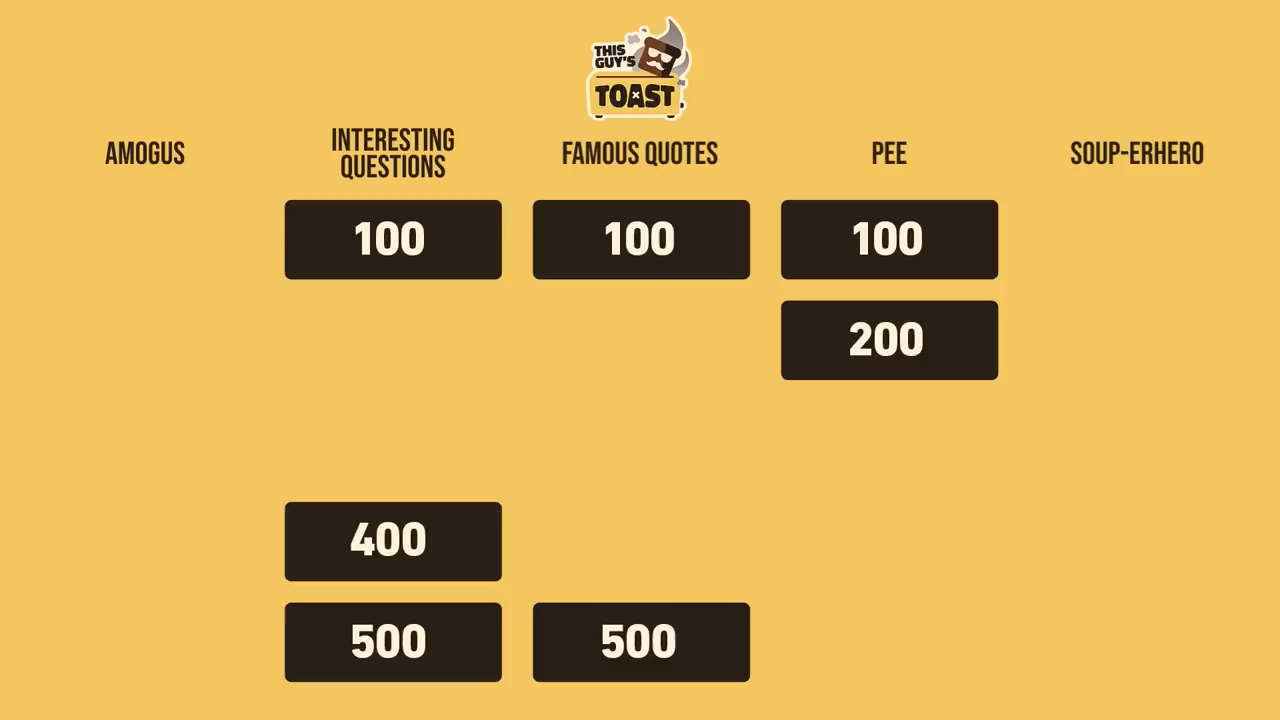 THIS
GUY'S
TOAST
AMOGUS
INTERESTING
QUESTIONS
FAMOUS QUOTES
PEE
SOUP-ERHERO
100
100
100
200
400
500
500